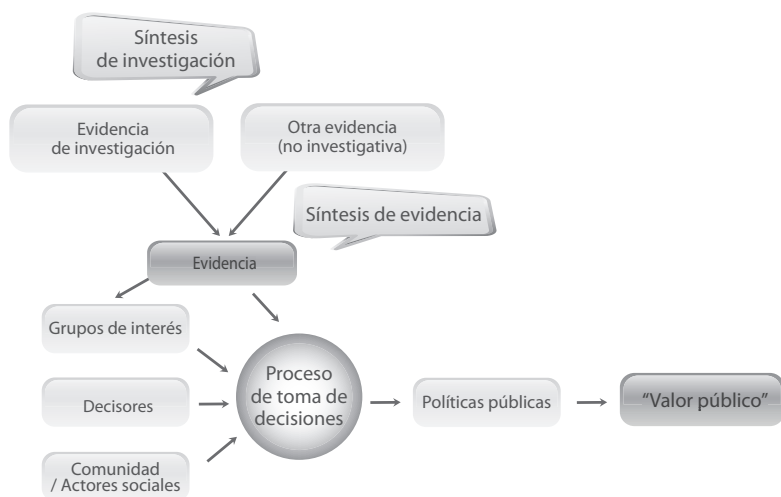 Síntesis
de investigación
Evidencia
de investigación
Otra evidencia
(no investigativa)
Síntesis de evidencia
Evidencia
Grupos de interés
Decisores
Comunidad
/ Actores sociales
Proceso
de toma de
decisiones
Políticas públicas
“Valor público”